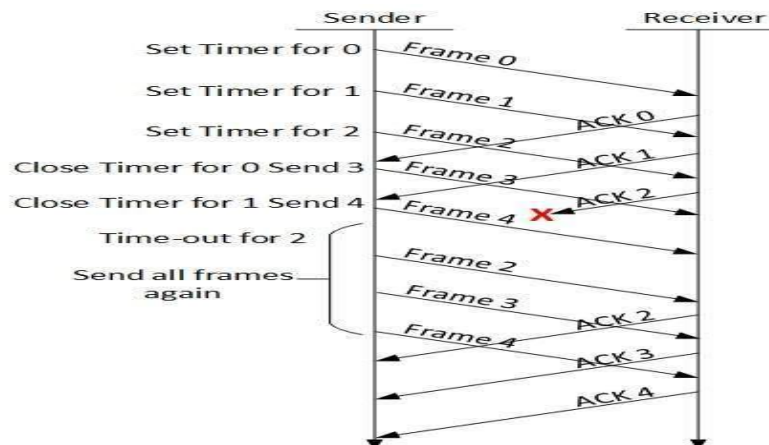 Sender
Receiver
Set Timer for 0
Frame 0
Set Timer for 1
Frame 1
ACK 0
Set Timer for 2
Frame 2
ACK 1
Close Timer for 0 Send 3
Frame 3
ACK 2
Close Timer for 1 Send 4
Frame 4
X
Time-out for 2
Frame 2
Send all frames
again
Frame 3
ACK 2
Frame 4
ACK 3
ACK 4